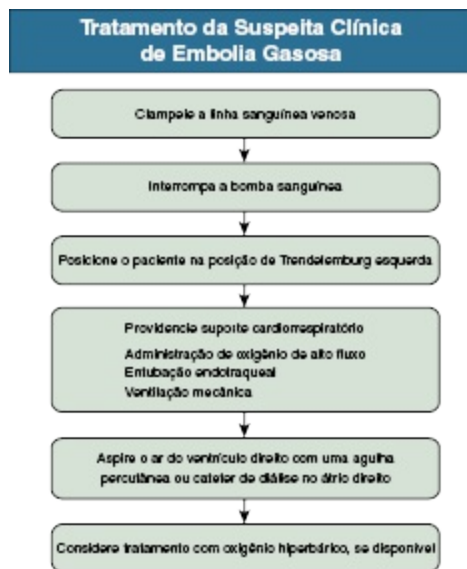 Tratamento da Suspeita Clínica
de Embolia Gasosa
Clampeie a linha sanguínea venosa
Interrompa a bomba sanguínea
Posicione o paciente na posição de Trendelemburg esquerda
Providencie suporte cardiorrespiratório
Administração de oxigênio de alto fluxo
Entubação endotraqueal
Ventilação mecânica
Aspire o ar do ventrículo direito com uma agulha
percutânea ou cateter de diálise no átrio direito
Considere tratamento com oxigênio hiperbárico, se disponível